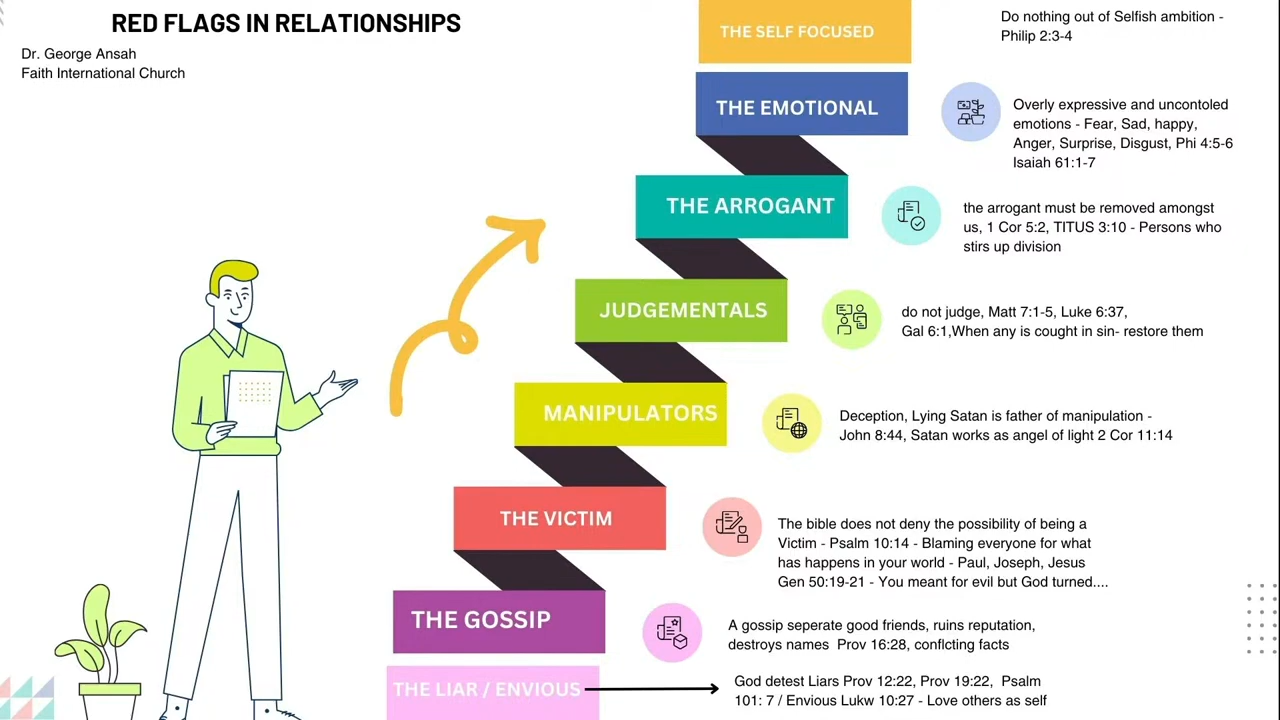 RED FLAGS IN RELATIONSHIPS
Dr. George Ansah
Faith International Church
THE SELF FOCUSED
Do nothing out of Selfish ambition -
Philip 2:3-4
THE EMOTIONAL
Overly expressive and uncontoled
emotions - Fear, Sad, happy,
Anger, Surprise, Disgust, Phi 4:5-6
Isaiah 61:1-7
THE ARROGANT
the arrogant must be removed amongst
us, 1 Cor 5:2, TITUS 3:10 - Persons who
stirs up division
JUDGEMENTALS
do not judge, Matt 7:1-5, Luke 6:37,
Gal 6:1,When any is cought in sin- restore them
MANIPULATORS
Deception, Lying Satan is father of manipulation -
John 8:44, Satan works as angel of light 2 Cor 11:14
THE VICTIM
The bible does not deny the possibility of being a
Victim - Psalm 10:14 - Blaming everyone for what
has happens in your world - Paul, Joseph, Jesus
Gen 50:19-21 - You meant for evil but God turned....
THE GOSSIP
A gossip seperate good friends, ruins reputation,
destroys names  Prov 16:28, conflcting facts
THE LIAR / ENVIOUS
God detest Liars Prov 12:22, Prov 19:22,  Psalm
101: 7 / Envious Lukw 10:27 - Love others as self